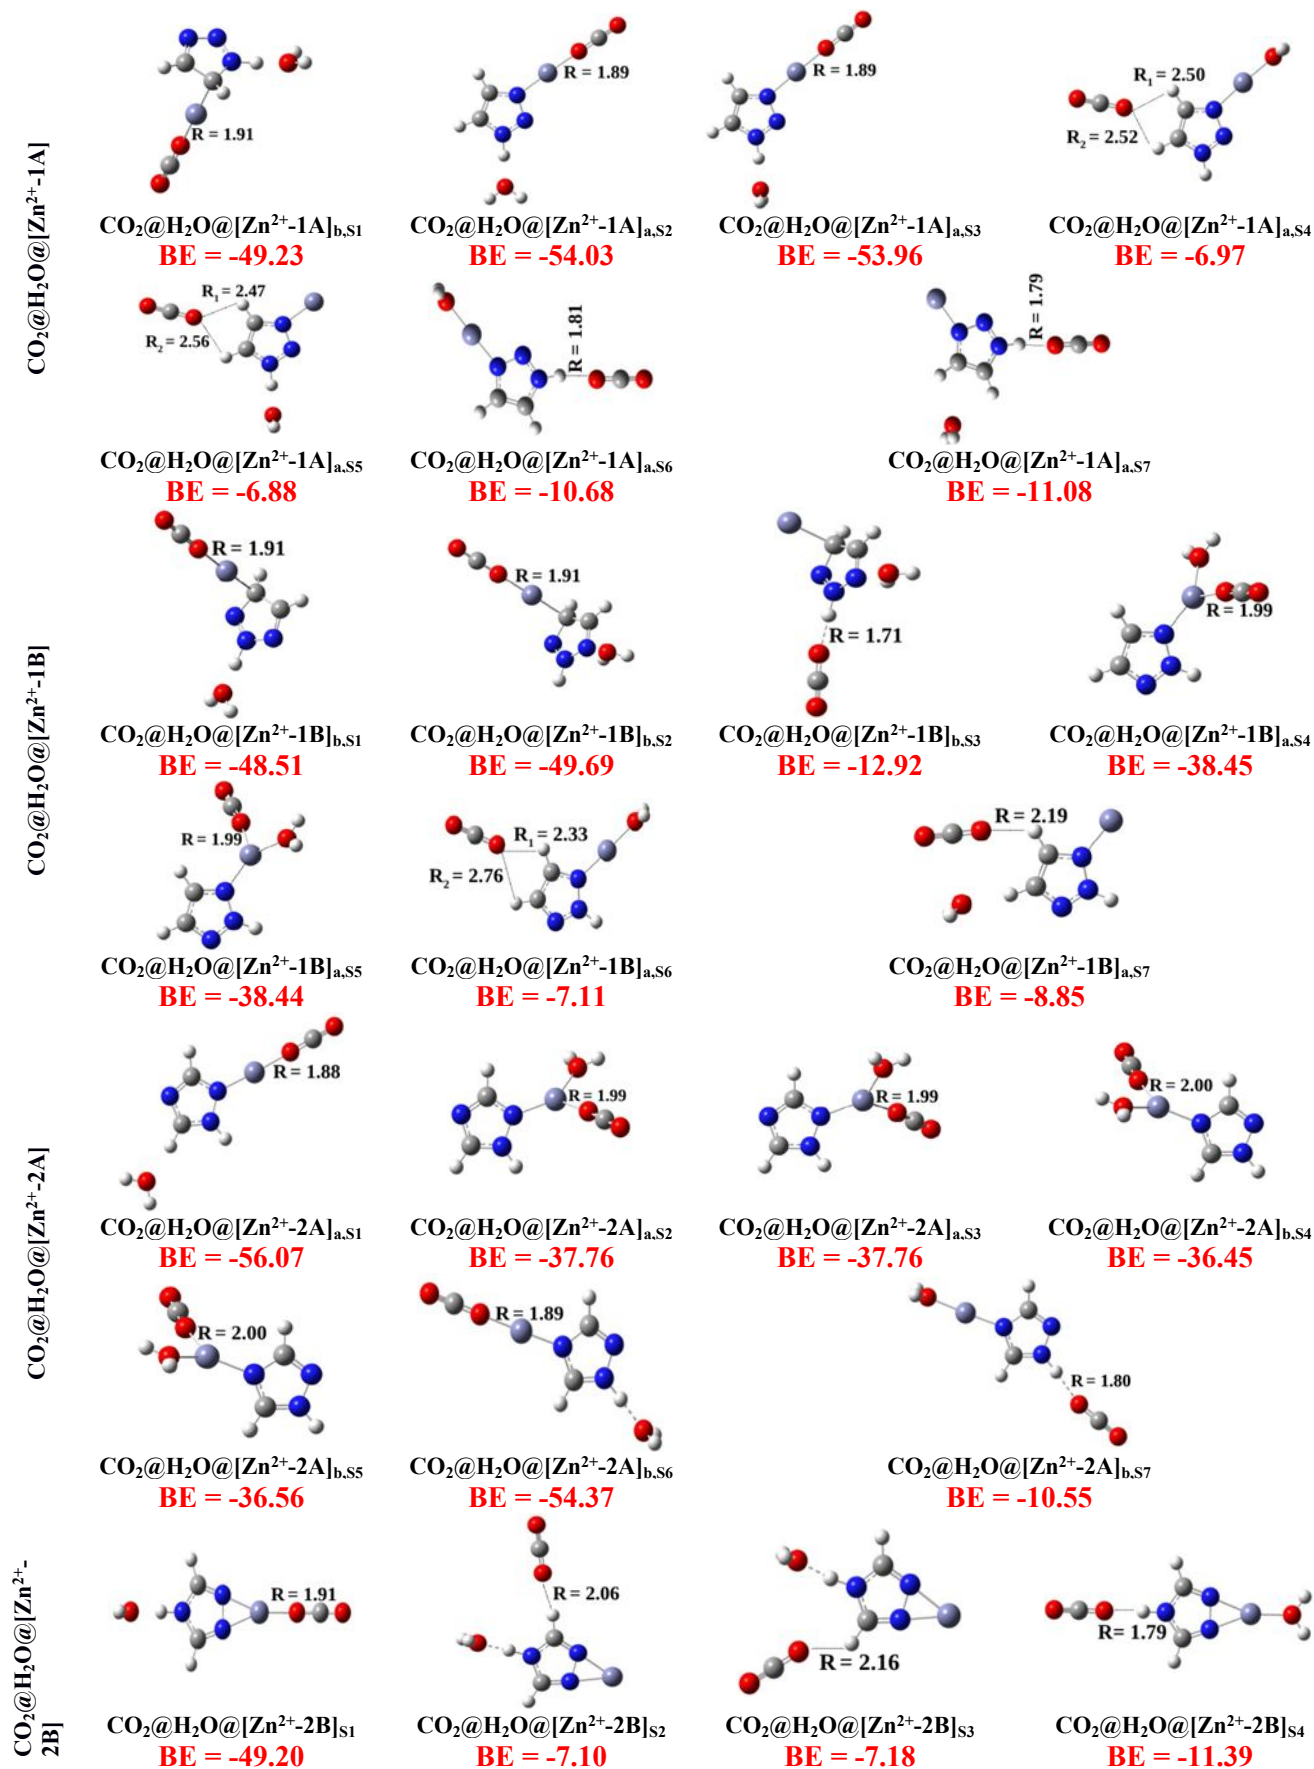 CO₂@H₂O@[Zn²⁺-1A]
R = 1.91
R = 1.89
R = 1.89
R₁ = 2.50
R₂ = 2.52
CO₂@H₂O@[Zn²⁺-1A]b,S1
CO₂@H₂O@[Zn²⁺-1A]a,S2
CO₂@H₂O@[Zn²⁺-1A]a,S3
CO₂@H₂O@[Zn²⁺-1A]a,S4
BE = -49.23
BE = -54.03
BE = -53.96
BE = -6.97
R₁ = 2.47
R₂ = 2.56
R = 1.81
R = 1.79
CO₂@H₂O@[Zn²⁺-1A]a,S5
CO₂@H₂O@[Zn²⁺-1A]a,S6
CO₂@H₂O@[Zn²⁺-1A]a,S7
BE = -6.88
BE = -10.68
BE = -11.08
CO₂@H₂O@[Zn²⁺-1B]
R = 1.91
R = 1.91
R = 1.71
R = 1.99
CO₂@H₂O@[Zn²⁺-1B]b,S1
CO₂@H₂O@[Zn²⁺-1B]b,S2
CO₂@H₂O@[Zn²⁺-1B]b,S3
CO₂@H₂O@[Zn²⁺-1B]a,S4
BE = -48.51
BE = -49.69
BE = -12.92
BE = -38.45
R = 1.99
R₁ = 2.33
R₂ = 2.76
R = 2.19
CO₂@H₂O@[Zn²⁺-1B]a,S5
CO₂@H₂O@[Zn²⁺-1B]a,S6
CO₂@H₂O@[Zn²⁺-1B]a,S7
BE = -38.44
BE = -7.11
BE = -8.85
CO₂@H₂O@[Zn²⁺-2A]
R = 1.88
R = 1.99
R = 1.99
R = 2.00
CO₂@H₂O@[Zn²⁺-2A]a,S1
CO₂@H₂O@[Zn²⁺-2A]a,S2
CO₂@H₂O@[Zn²⁺-2A]a,S3
CO₂@H₂O@[Zn²⁺-2A]b,S4
BE = -56.07
BE = -37.76
BE = -37.76
BE = -36.45
R = 2.00
R = 1.89
R = 1.80
CO₂@H₂O@[Zn²⁺-2A]b,S5
CO₂@H₂O@[Zn²⁺-2A]b,S6
CO₂@H₂O@[Zn²⁺-2A]b,S7
BE = -36.56
BE = -54.37
BE = -10.55
CO₂@H₂O@[Zn²⁺-
2B]
R = 1.91
R = 2.06
R = 2.16
R= 1.79
CO₂@H₂O@[Zn²⁺-2B]S1
CO₂@H₂O@[Zn²⁺-2B]S2
CO₂@H₂O@[Zn²⁺-2B]S3
CO₂@H₂O@[Zn²⁺-2B]S4
BE = -49.20
BE = -7.10
BE = -7.18
BE = -11.39